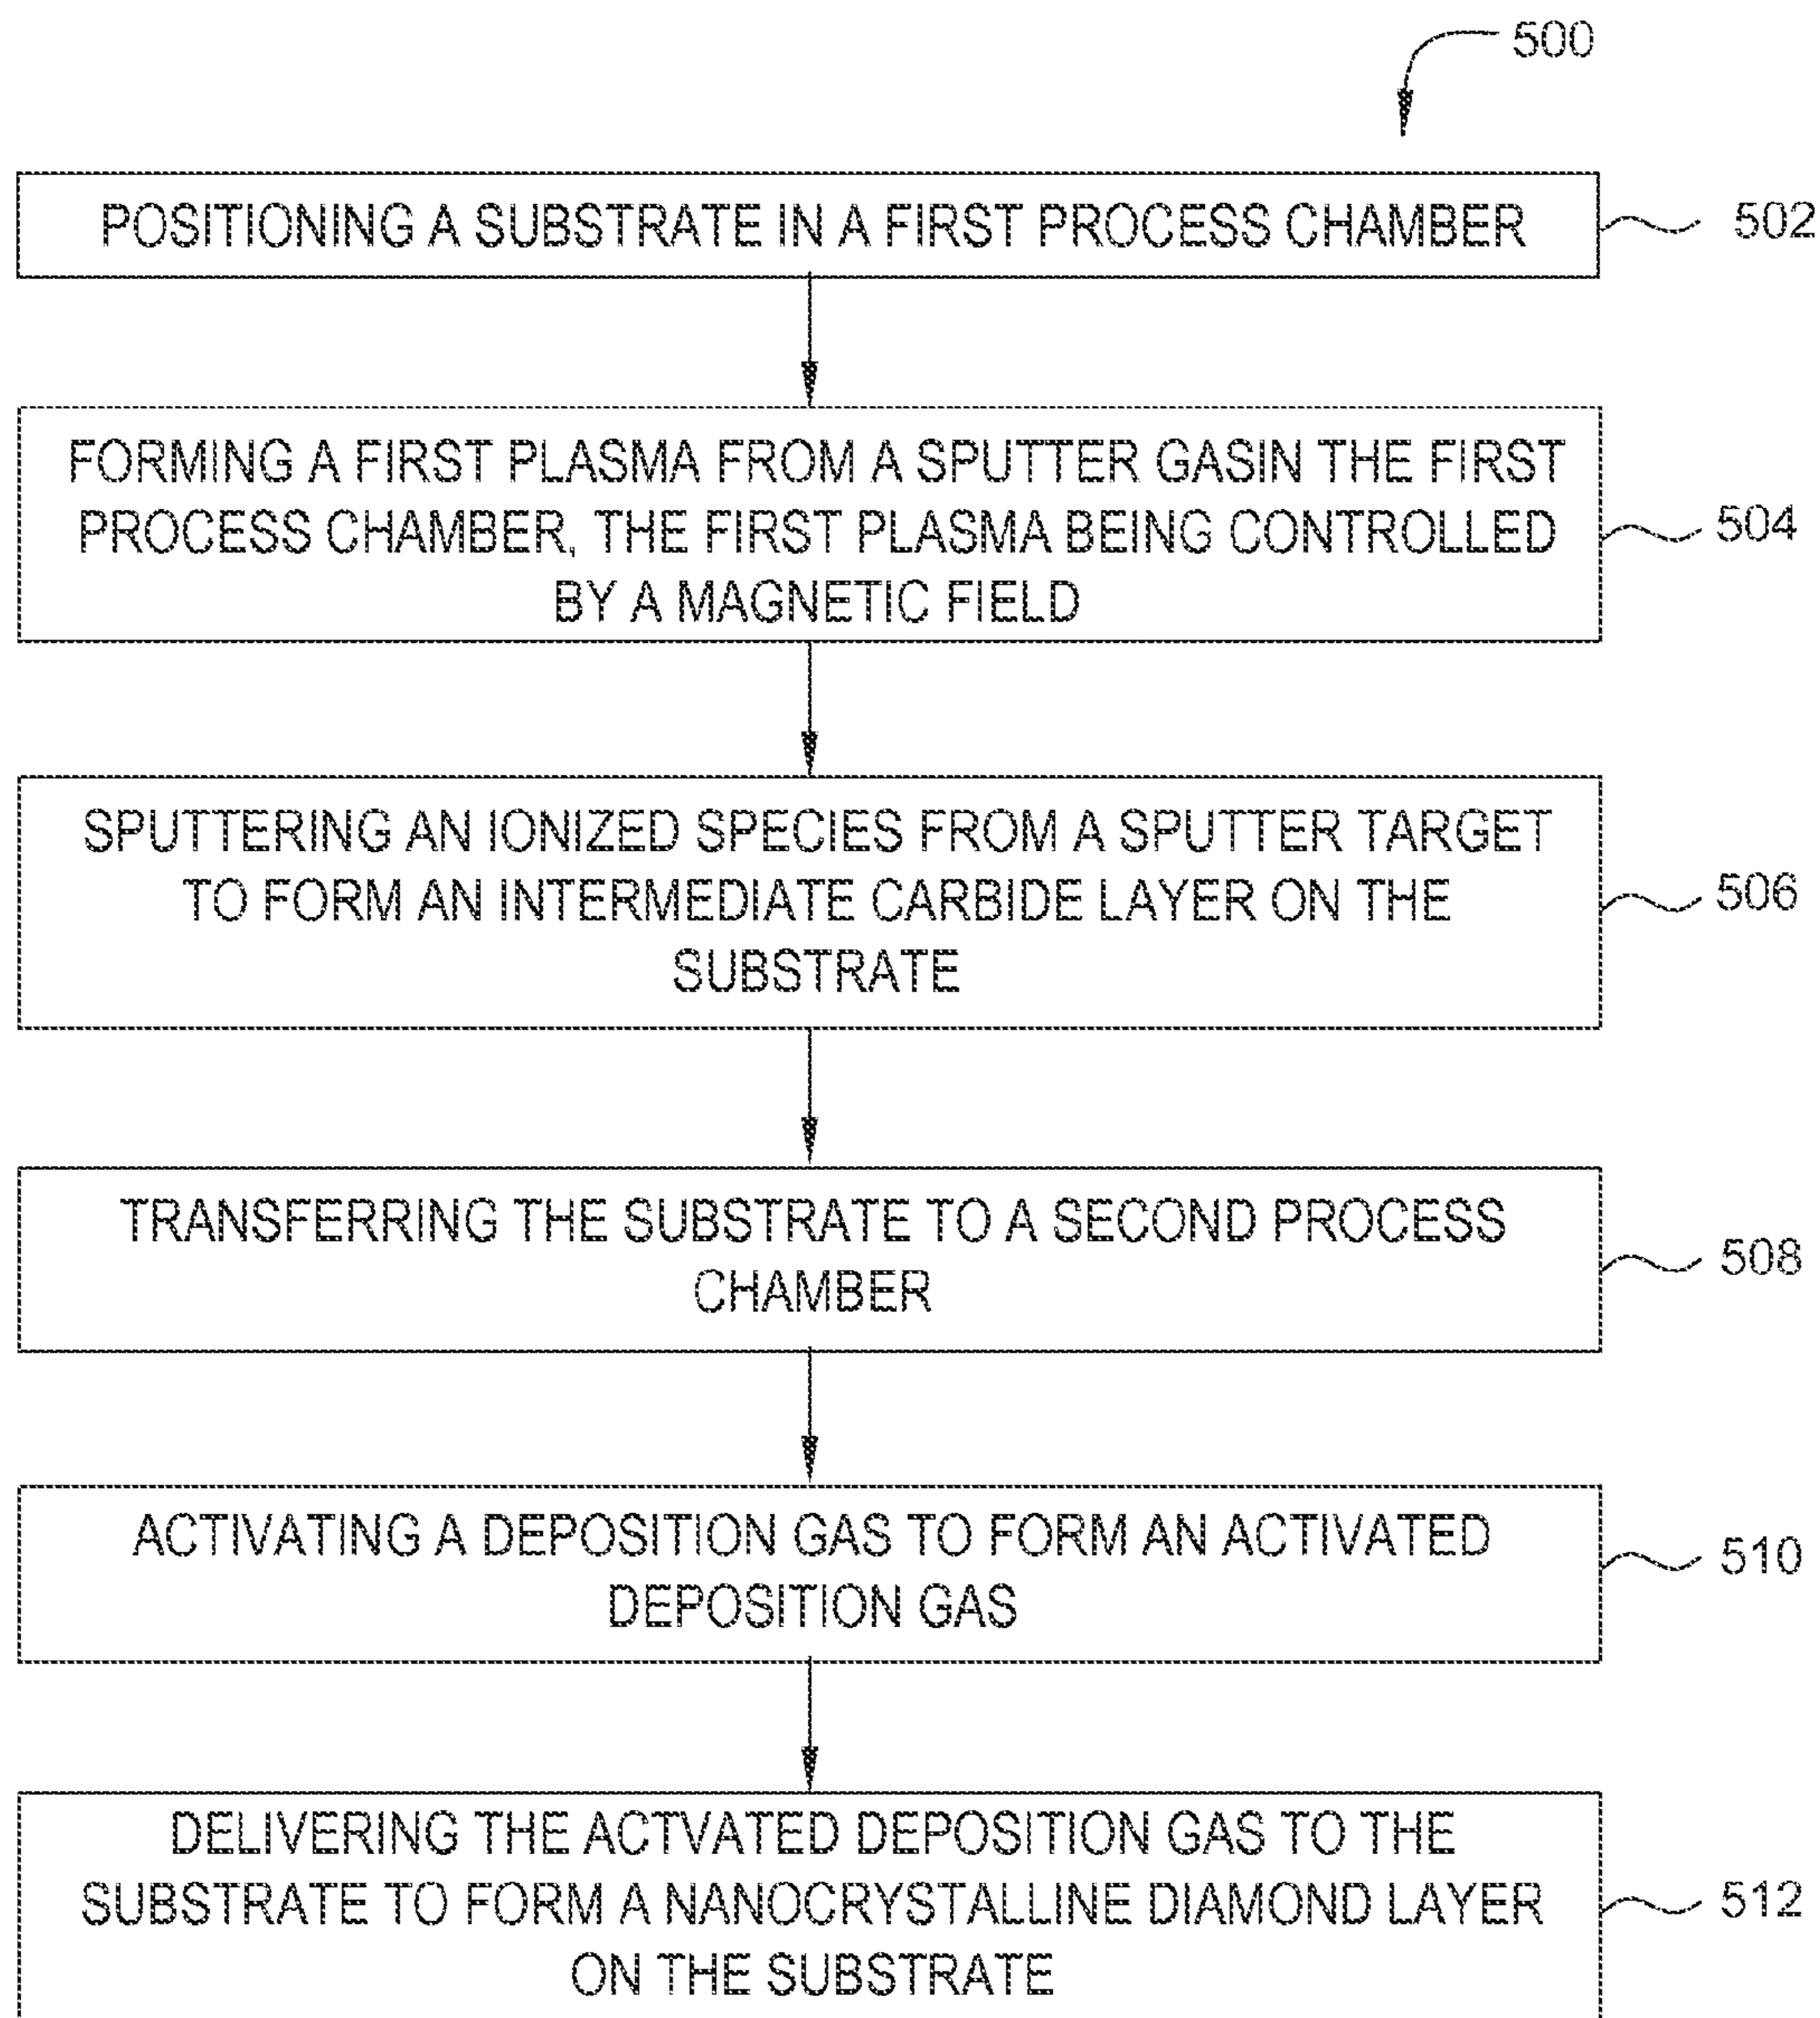 500
POSITIONING A SUBSTRATE IN A FIRST PROCESS CHAMBER
502
FORMING A FIRST PLASMA FROM A SPUTTER GASIN THE FIRST
PROCESS CHAMBER, THE FIRST PLASMA BEING CONTROLLED
BY A MAGNETIC FIELD
504
SPUTTERING AN IONIZED SPECIES FROM A SPUTTER TARGET
TO FORM AN INTERMEDIATE CARBIDE LAYER ON THE
SUBSTRATE
506
TRANSFERRING THE SUBSTRATE TO A SECOND PROCESS
CHAMBER
508
ACTIVATING A DEPOSITION GAS TO FORM AN ACTIVATED
DEPOSITION GAS
510
DELIVERING THE ACTVATED DEPOSITION GAS TO THE
SUBSTRATE TO FORM A NANOCRYSTALLINE DIAMOND LAYER
ON THE SUBSTRATE
512